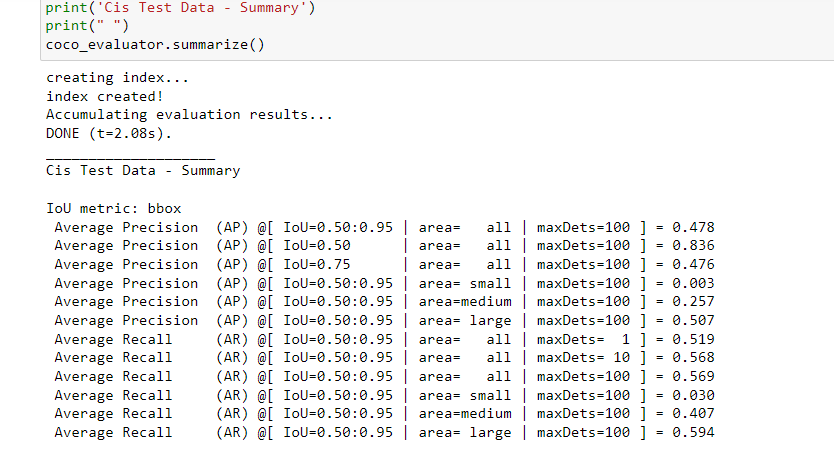 print('Cis Test Data - Summary')
print(" ")
coco_evaluator.summarize()
creating index...
index created!
Accumulating evaluation results...
DONE (t=2.08s).
____________________
Cis Test Data - Summary
IoU metric: bbox
 Average Precision  (AP) @[ IoU=0.50:0.95 | area=   all | maxDets=100 ] = 0.478
 Average Precision  (AP) @[ IoU=0.50      | area=   all | maxDets=100 ] = 0.836
 Average Precision  (AP) @[ IoU=0.75      | area=   all | maxDets=100 ] = 0.476
 Average Precision  (AP) @[ IoU=0.50:0.95 | area= small | maxDets=100 ] = 0.003
 Average Precision  (AP) @[ IoU=0.50:0.95 | area=medium | maxDets=100 ] = 0.257
 Average Precision  (AP) @[ IoU=0.50:0.95 | area= large | maxDets=100 ] = 0.507
 Average Recall     (AR) @[ IoU=0.50:0.95 | area=   all | maxDets=  1 ] = 0.519
 Average Recall     (AR) @[ IoU=0.50:0.95 | area=   all | maxDets= 10 ] = 0.568
 Average Recall     (AR) @[ IoU=0.50:0.95 | area=   all | maxDets=100 ] = 0.569
 Average Recall     (AR) @[ IoU=0.50:0.95 | area= small | maxDets=100 ] = 0.030
 Average Recall     (AR) @[ IoU=0.50:0.95 | area=medium | maxDets=100 ] = 0.407
 Average Recall     (AR) @[ IoU=0.50:0.95 | area= large | maxDets=100 ] = 0.594